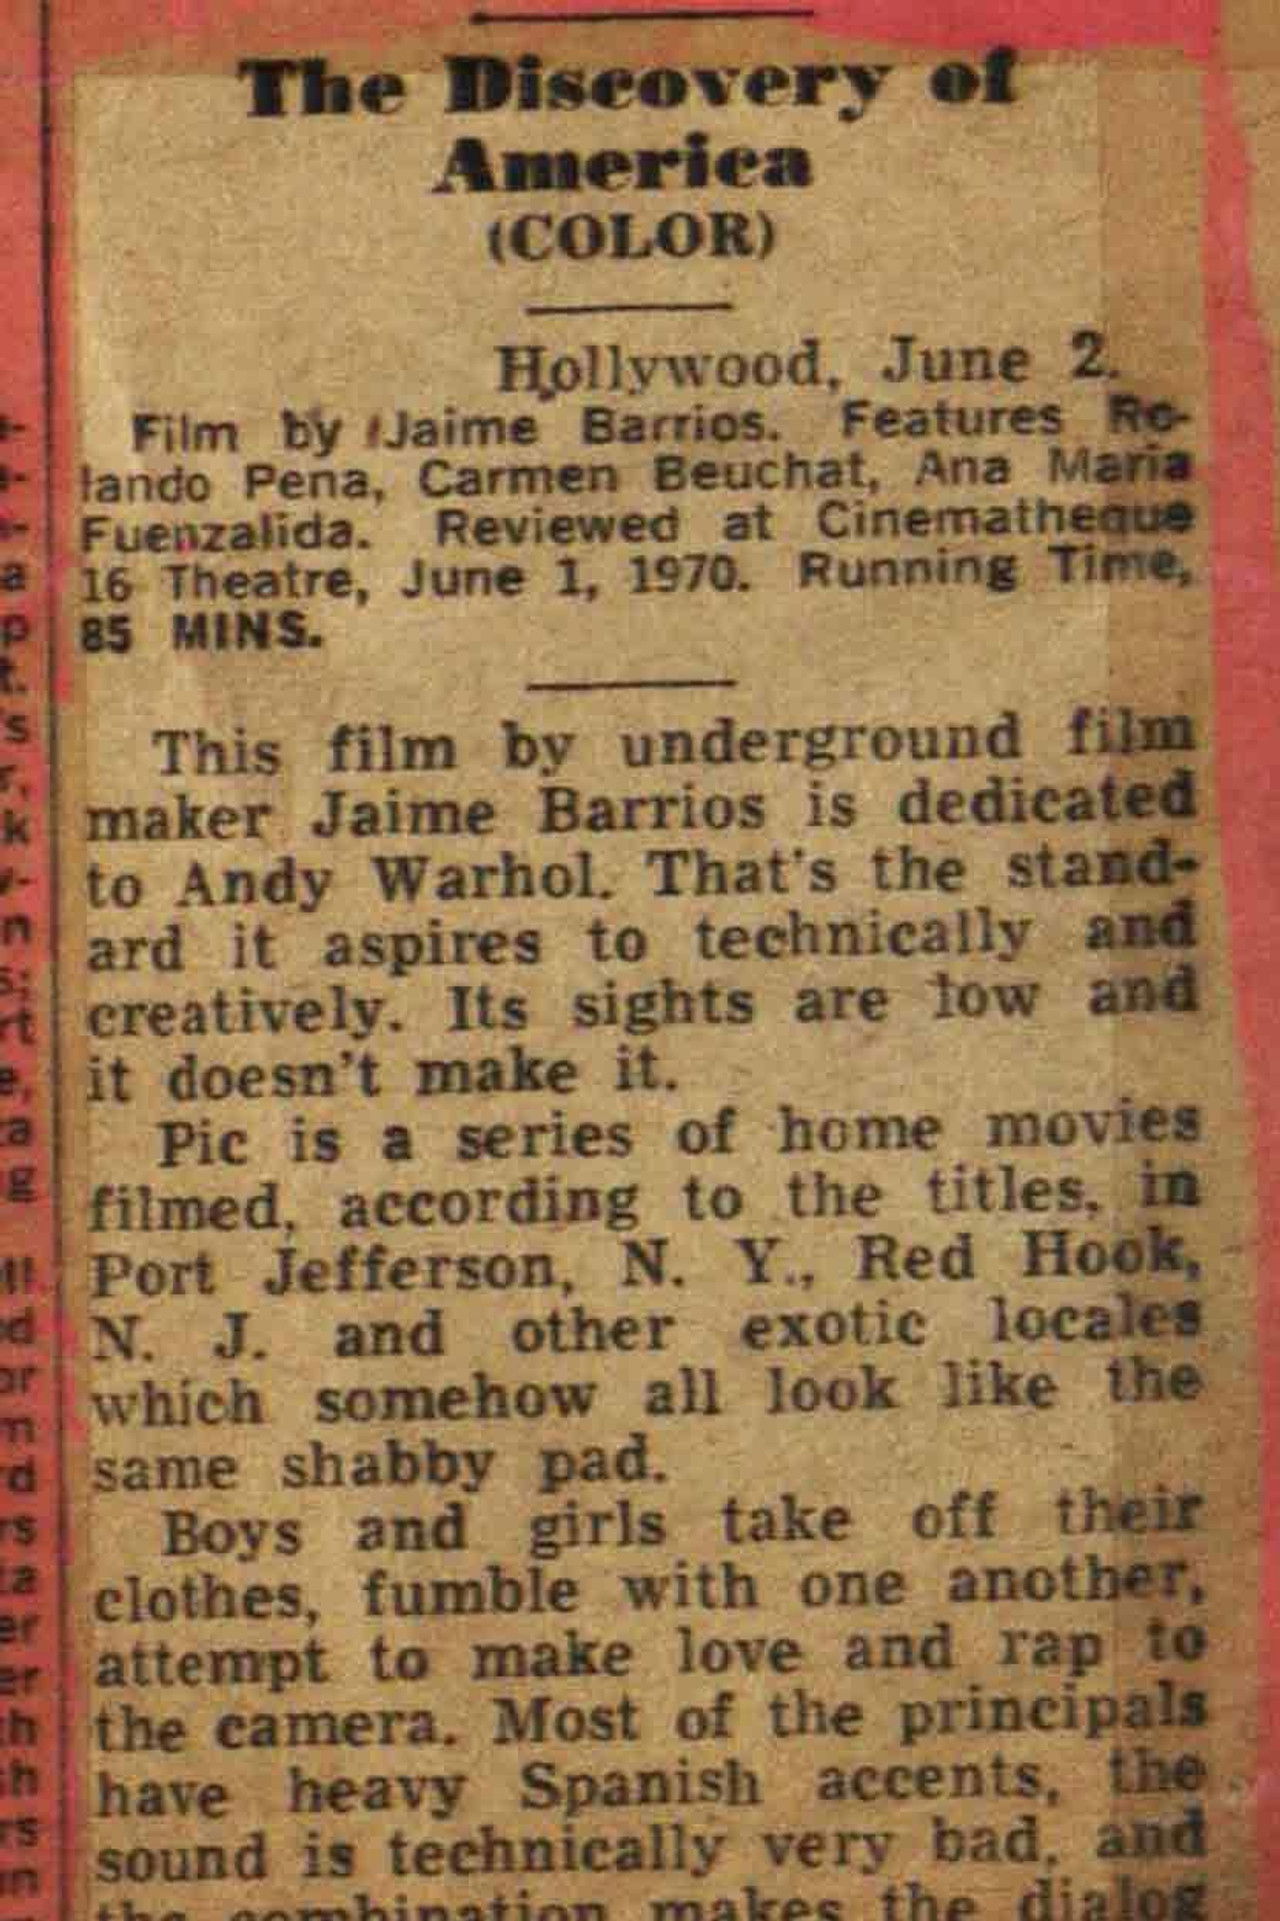 The Discovery of
America
(COLOR)
Hollywood, June 2.
Film by Jaime Barrios. Features Ro-
lando Pena, Carmen Beuchat, Ana Maria
Fuenzalida. Reviewed at Cinematheque
16 Theatre, June 1, 1970. Running Time,
85 MINS.
This film by underground film
maker Jaime Barrios is dedicated
to Andy Warhol. That's the stand-
ard it aspires to technically and
creatively. Its sights are low and
it doesn't make it.
Pic is a series of home movies
filmed, according to the titles, in
Port Jefferson, N. Y., Red Hook,
N. J. and other exotic locales
which somehow all look like the
same shabby pad.
Boys and girls take off their
clothes, fumble with one another,
attempt to make love and rap to
the camera. Most of the principals
have heavy Spanish accents, the
sound is technically very bad, and
the combination makes the dialog